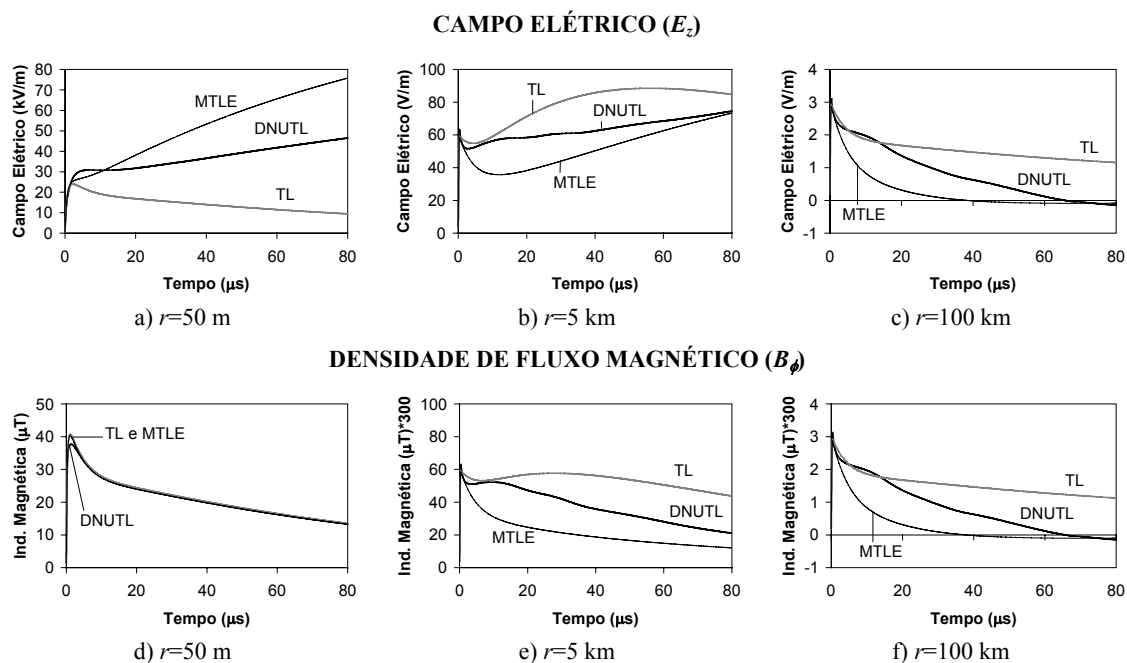 CAMPO ELÉTRICO (Ez)
Campo Elétrico (kV/m)
80
70
60
50
40
30
20
10
0
MTLE
DNUTL
TL
0 20 40 60 80
Tempo (μs)
a) r=50 m
Campo Elétrico (V/m)
100
80
60
40
20
0
TL
DNUTL
MTLE
0 20 40 60 80
Tempo (μs)
b) r=5 km
Campo Elétrico (V/m)
4
3
2
1
0
-1
TL
DNUTL
MTLE
0 20 40 60 80
Tempo (μs)
c) r=100 km
DENSIDADE DE FLUXO MAGNÉTICO (Bϕ)
Ind. Magnética (μT)
50
40
30
20
10
0
TL e MTLE
DNUTL
0 20 40 60 80
Tempo (μs)
d) r=50 m
Ind. Magnética (μT)*300
100
80
60
40
20
0
TL
DNUTL
MTLE
0 20 40 60 80
Tempo (μs)
e) r=5 km
Ind. Magnética (μT)*300
4
3
2
1
0
-1
TL
DNUTL
MTLE
0 20 40 60 80
Tempo (μs)
f) r=100 km